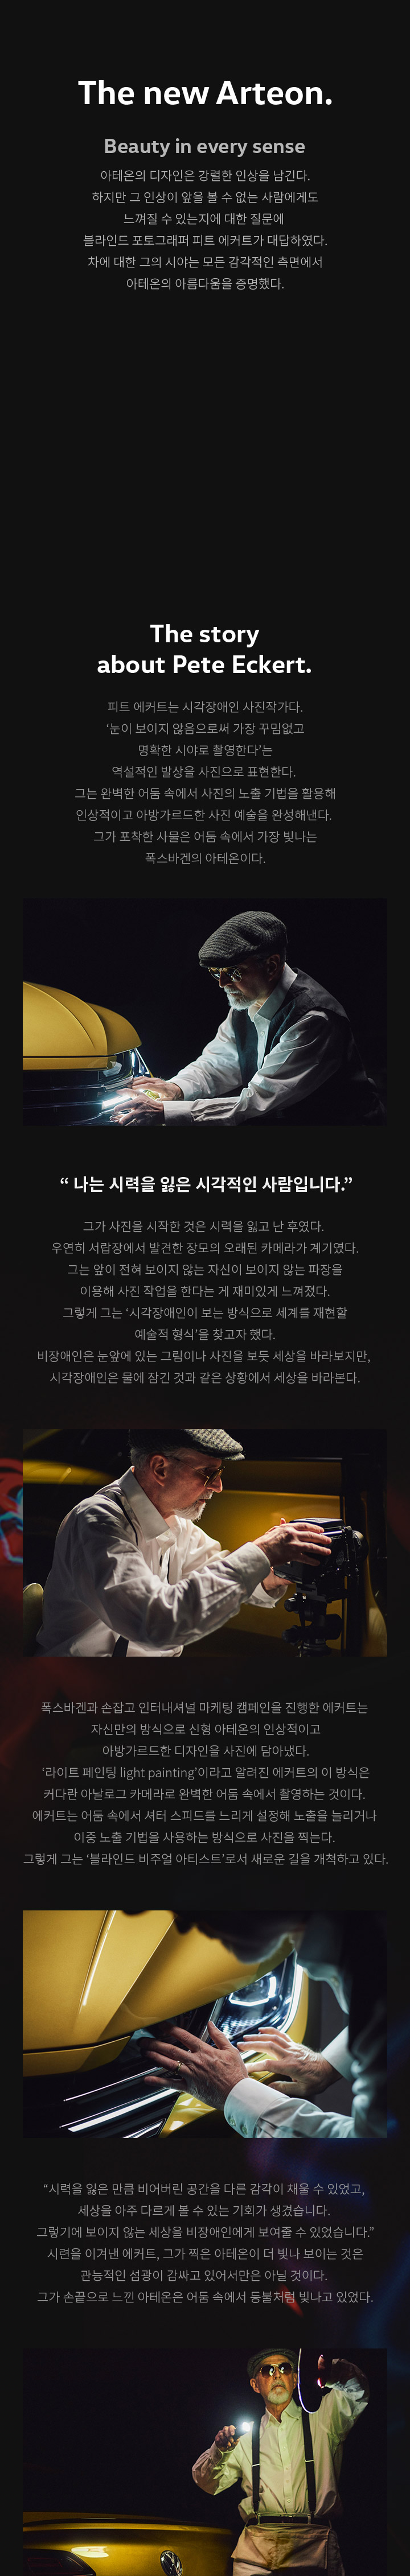 The new Arteon.
Beauty in every sense
아테온의 디자인은 강렬한 인상을 남긴다.
하지만 그 인상이 앞을 볼 수 없는 사람에게도
느껴질 수 있는지에 대한 질문에
블라인드 포토그래퍼 피트 에커트가 대답하였다.
차에 대한 그의 시야는 모든 감각적인 측면에서
아테온의 아름다움을 증명했다.
The story
about Pete Eckert.
피트 에커트는 시각장애인 사진작가다.
‘눈이 보이지 않음으로써 가장 꾸밈없고
명확한 시야로 촬영한다’는
역설적인 발상을 사진으로 표현한다.
그는 완벽한 어둠 속에서 사진의 노출 기법을 활용해
인상적이고 아방가르드한 사진 예술을 완성해낸다.
그가 포착한 사물은 어둠 속에서 가장 빛나는
폭스바겐의 아테온이다.
“ 나는 시력을 잃은 시각적인 사람입니다.”
그가 사진을 시작한 것은 시력을 잃고 난 후였다.
우연히 서랍장에서 발견한 장모의 오래된 카메라가 계기였다.
그는 앞이 전혀 보이지 않는 자신이 보이지 않는 파장을
이용해 사진 작업을 한다는 게 재미있게 느껴졌다.
그렇게 그는 ‘시각장애인이 보는 방식으로 세계를 재현할
예술적 형식’을 찾고자 했다.
비장애인은 눈앞에 있는 그림이나 사진을 보듯 세상을 바라보지만,
시각장애인은 물에 잠긴 것과 같은 상황에서 세상을 바라본다.
폭스바겐과 손잡고 인터내셔널 마케팅 캠페인을 진행한 에커트는
자신만의 방식으로 신형 아테온의 인상적이고
아방가르드한 디자인을 사진에 담아냈다.
‘라이트 페인팅 light painting’이라고 알려진 에커트의 이 방식은
커다란 아날로그 카메라로 완벽한 어둠 속에서 촬영하는 것이다.
에커트는 어둠 속에서 셔터 스피드를 느리게 설정해 노출을 늘리거나
이중 노출 기법을 사용하는 방식으로 사진을 찍는다.
그렇게 그는 ‘블라인드 비주얼 아티스트’로서 새로운 길을 개척하고 있다.
“시력을 잃은 만큼 비어버린 공간을 다른 감각이 채울 수 있었고,
세상을 아주 다르게 볼 수 있는 기회가 생겼습니다.
그렇기에 보이지 않는 세상을 비장애인에게 보여줄 수 있었습니다.”
시련을 이겨낸 에커트, 그가 찍은 아테온이 더 빛나 보이는 것은
관능적인 섬광이 감싸고 있어서만은 아닐 것이다.
그가 손끝으로 느낀 아테온은 어둠 속에서 등불처럼 빛나고 있었다.